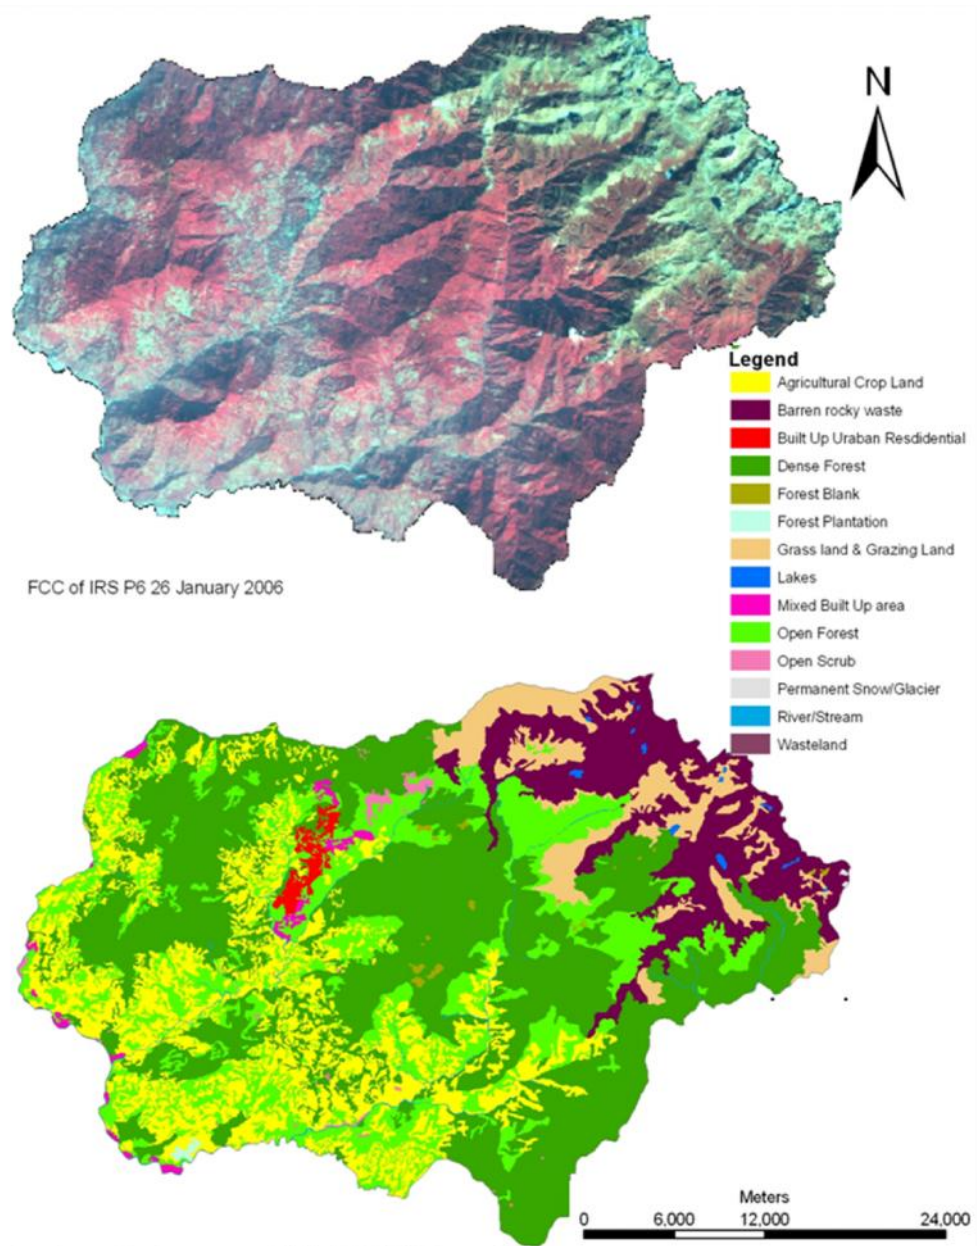 N
Legend
Agricultural Crop Land
Barren rocky waste
Built Up Uraban Resdidential
Dense Forest
Forest Blank
Forest Plantation
Grass land & Grazing Land
Lakes
Mixed Built Up area
Open Forest
Open Scrub
Permanent Snow/Glacier
River/Stream
Wasteland
FCC of IRS P6 26 January 2006
Meters
0 6,000 12,000 24,000